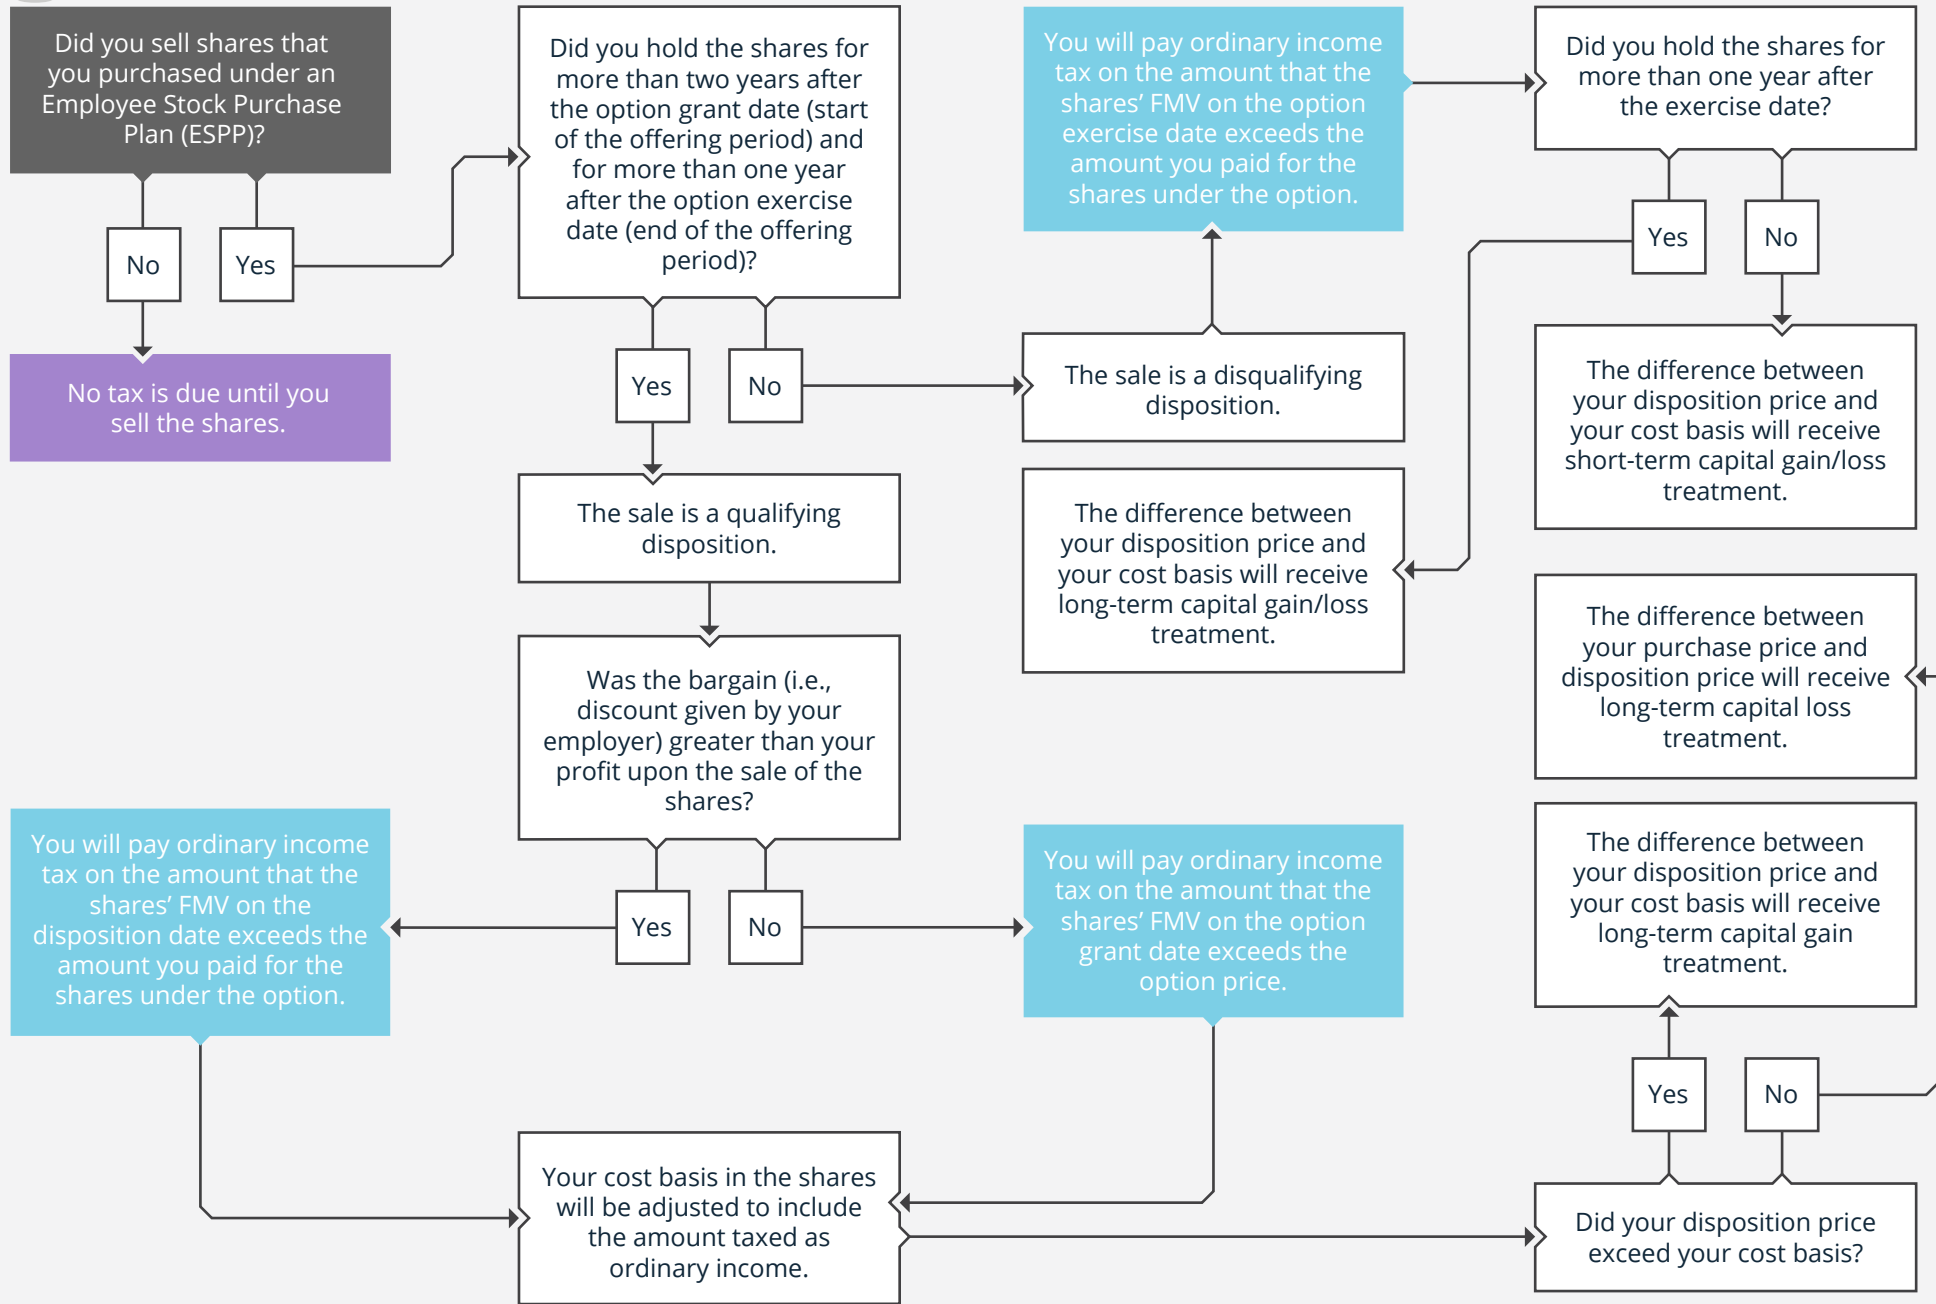 Did you sell shares that
you purchased under an
Employee Stock Purchase
Plan (ESPP)?
No
Yes
No tax is due until you
sell the shares.
Did you hold the shares for
more than two years after
the option grant date (start
of the offering period) and
for more than one year
after the option exercise
date (end of the offering
period)?
Yes
No
The sale is a disqualifying
disposition.
You will pay ordinary income
tax on the amount that the
shares’ FMV on the option
exercise date exceeds the
amount you paid for the
shares under the option.
Did you hold the shares for
more than one year after
the exercise date?
Yes
No
The difference between
your disposition price and
your cost basis will receive
short-term capital gain/loss
treatment.
The difference between
your disposition price and
your cost basis will receive
long-term capital gain/loss
treatment.
The sale is a qualifying
disposition.
Was the bargain (i.e.,
discount given by your
employer) greater than your
profit upon the sale of the
shares?
Yes
No
You will pay ordinary income
tax on the amount that the
shares’ FMV on the
disposition date exceeds the
amount you paid for the
shares under the option.
You will pay ordinary income
tax on the amount that the
shares’ FMV on the option
grant date exceeds the
option price.
Your cost basis in the shares
will be adjusted to include
the amount taxed as
ordinary income.
Did your disposition price
exceed your cost basis?
Yes
No
The difference between
your disposition price and
your cost basis will receive
long-term capital gain
treatment.
The difference between
your purchase price and
disposition price will receive
long-term capital loss
treatment.